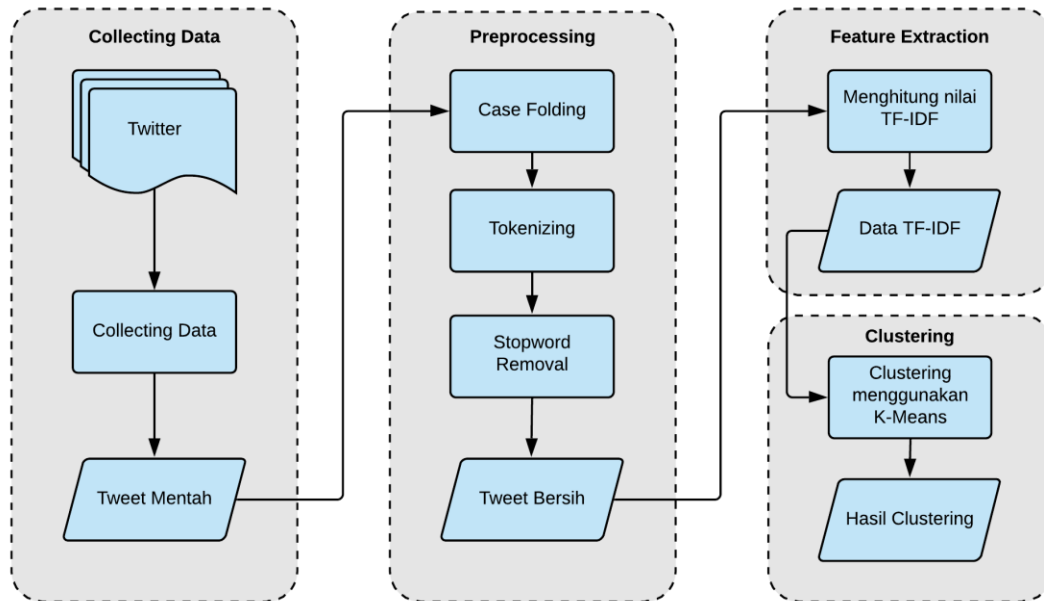 Collecting Data
Twitter
Collecting Data
Tweet Mentah
Preprocessing
Case Folding
Tokenizing
Stopword
Removal
Tweet Bersih
Feature Extraction
Menghitung nilai
TF-IDF
Data TF-IDF
Clustering
Clustering
menggunakan
K-Means
Hasil Clustering